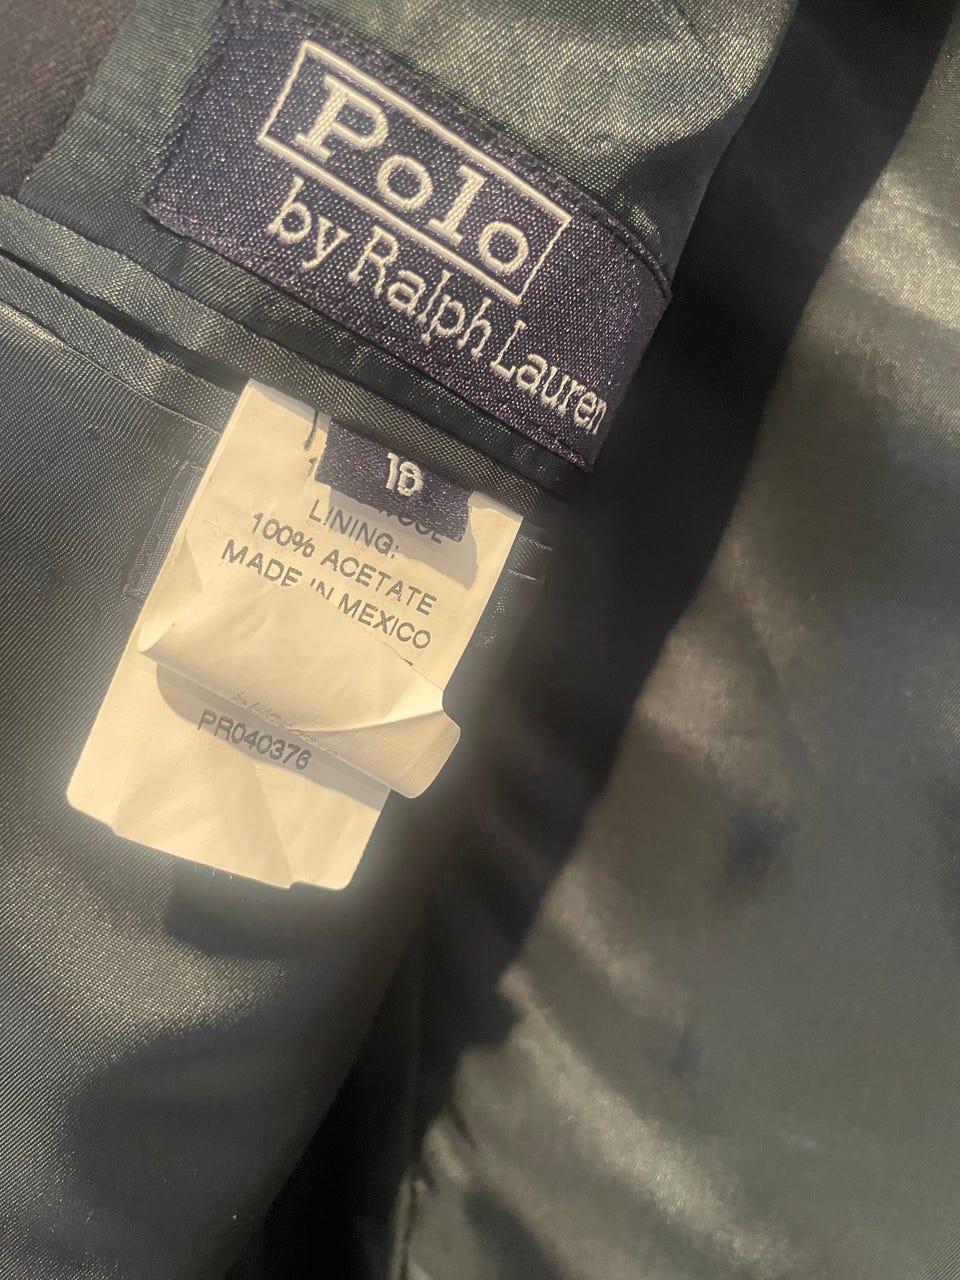 Polo
by Ralph Lauren
18
LINING:
100% ACETATE
MADE IN MEXICO
PR040376